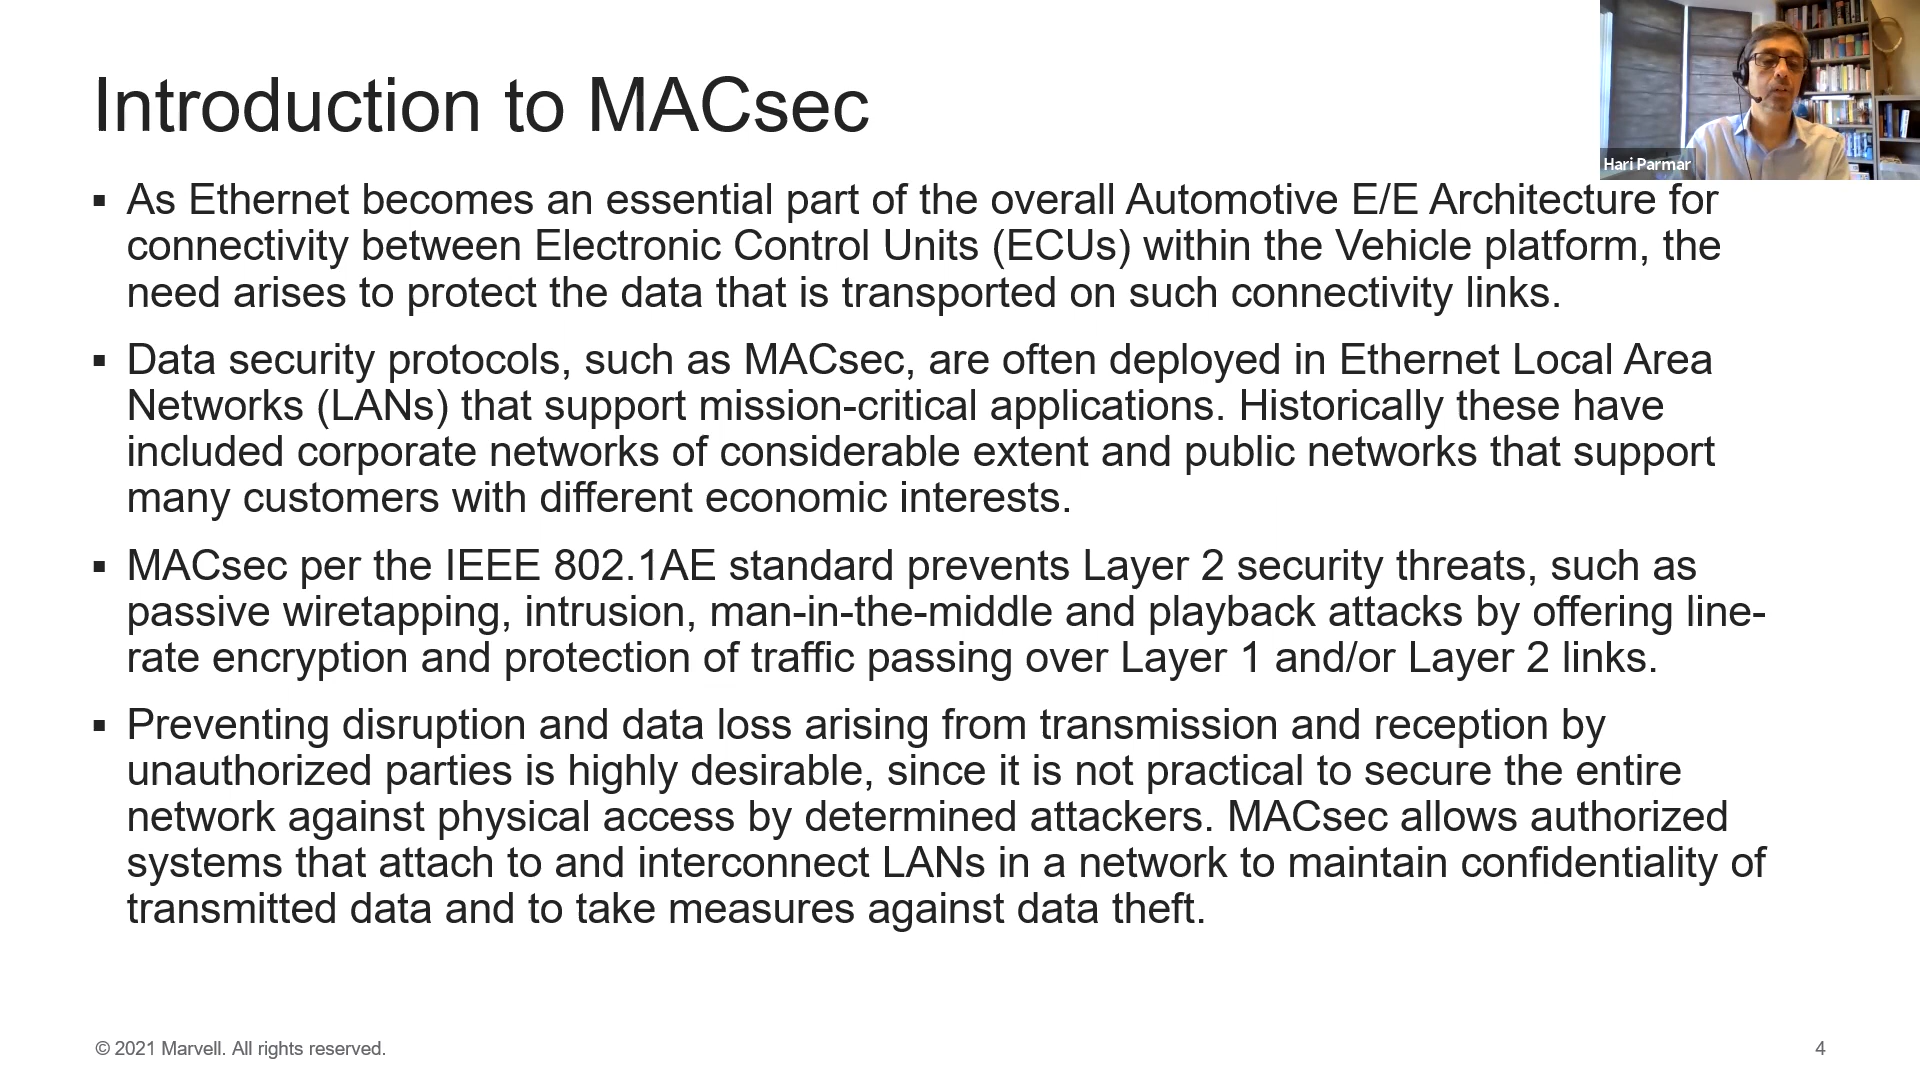 Introduction to MACsec
Hari Parmar
▪ As Ethernet becomes an essential part of the overall Automotive E/E Architecture for
connectivity between Electronic Control Units (ECUs) within the Vehicle platform, the
need arises to protect the data that is transported on such connectivity links.
▪ Data security protocols, such as MACsec, are often deployed in Ethernet Local Area
Networks (LANs) that support mission-critical applications. Historically these have
included corporate networks of considerable extent and public networks that support
many customers with different economic interests.
▪ MACsec per the IEEE 802.1AE standard prevents Layer 2 security threats, such as
passive wiretapping, intrusion, man-in-the-middle and playback attacks by offering line-
rate encryption and protection of traffic passing over Layer 1 and/or Layer 2 links.
▪ Preventing disruption and data loss arising from transmission and reception by
unauthorized parties is highly desirable, since it is not practical to secure the entire
network against physical access by determined attackers. MACsec allows authorized
systems that attach to and interconnect LANs in a network to maintain confidentiality of
transmitted data and to take measures against data theft.
© 2021 Marvell. All rights reserved.
4